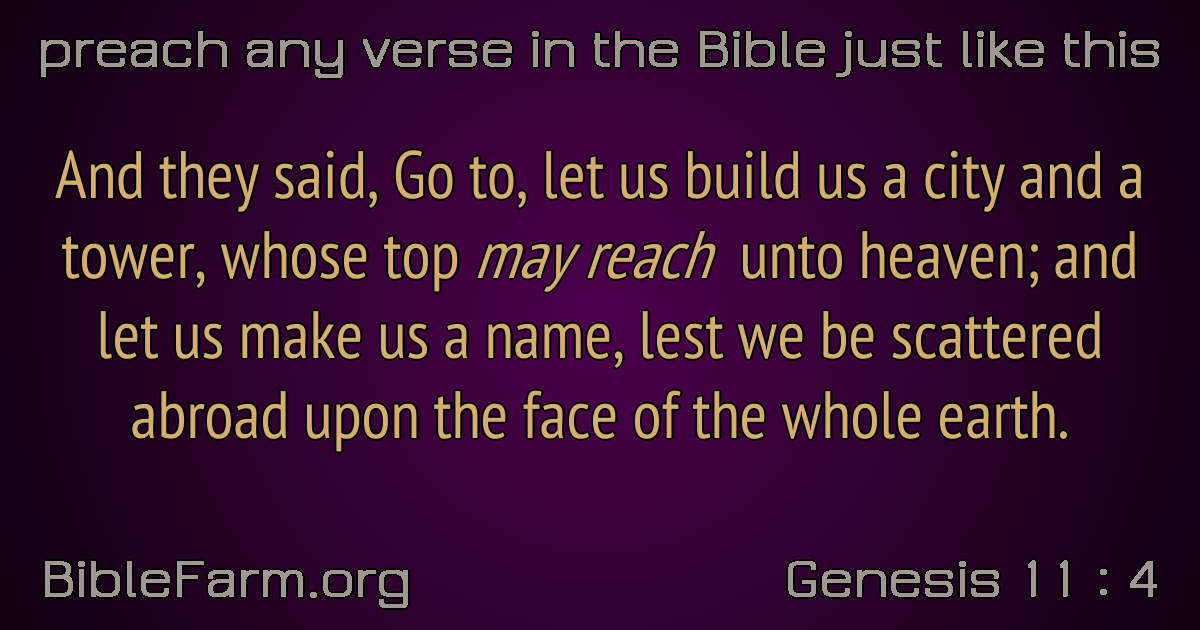 preach any verse in the Bible just like this
And they said, Go to, let us build us a city and a
tower, whose top may reach unto heaven; and
let us make us a name, lest we be scattered
abroad upon the face of the whole earth.
BibleFarm.org
Genesis 11 : 4